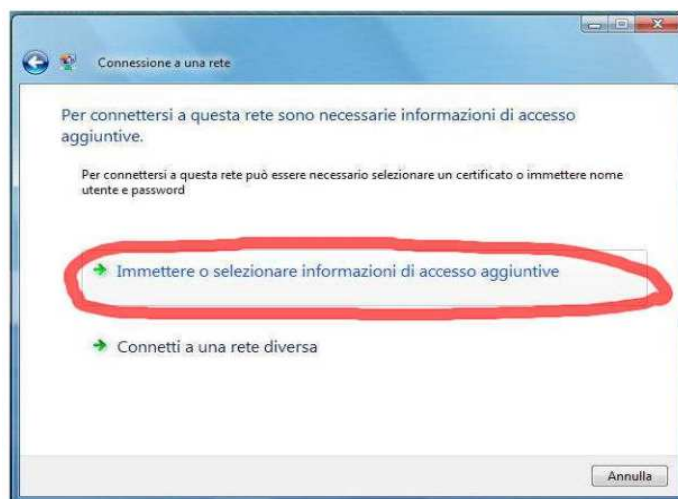 Connessione a una rete
Per connettersi a questa rete sono necessarie informazioni di accesso
aggiuntive.
Per connettersi a questa rete può essere necessario selezionare un certificato o immettere nome
utente e password
Immettere o selezionare informazioni di accesso aggiuntive
Connetti a una rete diversa
Annulla